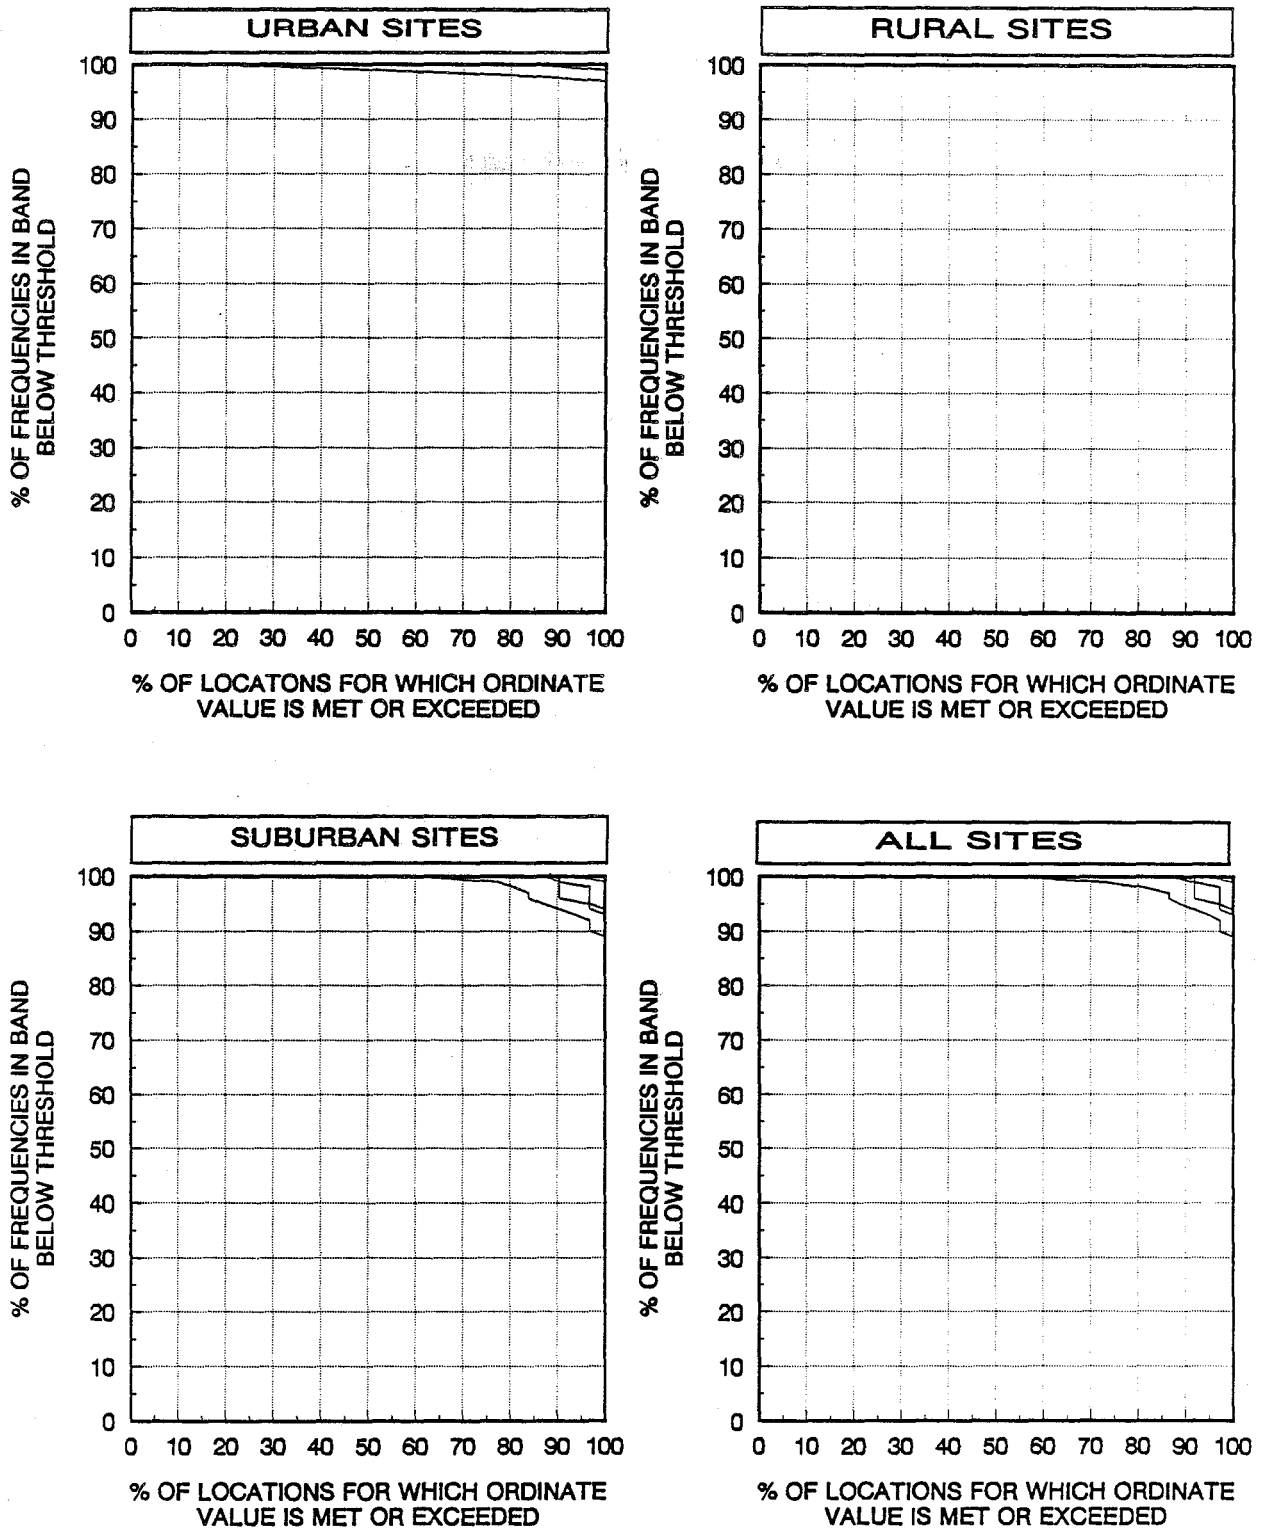 URBAN SITES
100
90
80
70
60
50
40
30
20
10
0
0 10 20 30 40 50 60 70 80 90 100
% OF FREQUENCIES IN BAND
BELOW THRESHOLD
% OF LOCATONS FOR WHICH ORDINATE
VALUE IS MET OR EXCEEDED
RURAL SITES
100
90
80
70
60
50
40
30
20
10
0
0 10 20 30 40 50 60 70 80 90 100
% OF FREQUENCIES IN BAND
BELOW THRESHOLD
% OF LOCATIONS FOR WHICH ORDINATE
VALUE IS MET OR EXCEEDED
SUBURBAN SITES
100
90
80
70
60
50
40
30
20
10
0
0 10 20 30 40 50 60 70 80 90 100
% OF FREQUENCIES IN BAND
BELOW THRESHOLD
% OF LOCATIONS FOR WHICH ORDINATE
VALUE IS MET OR EXCEEDED
ALL SITES
100
90
80
70
60
50
40
30
20
10
0
0 10 20 30 40 50 60 70 80 90 100
% OF FREQUENCIES IN BAND
BELOW THRESHOLD
% OF LOCATIONS FOR WHICH ORDINATE
VALUE IS MET OR EXCEEDED